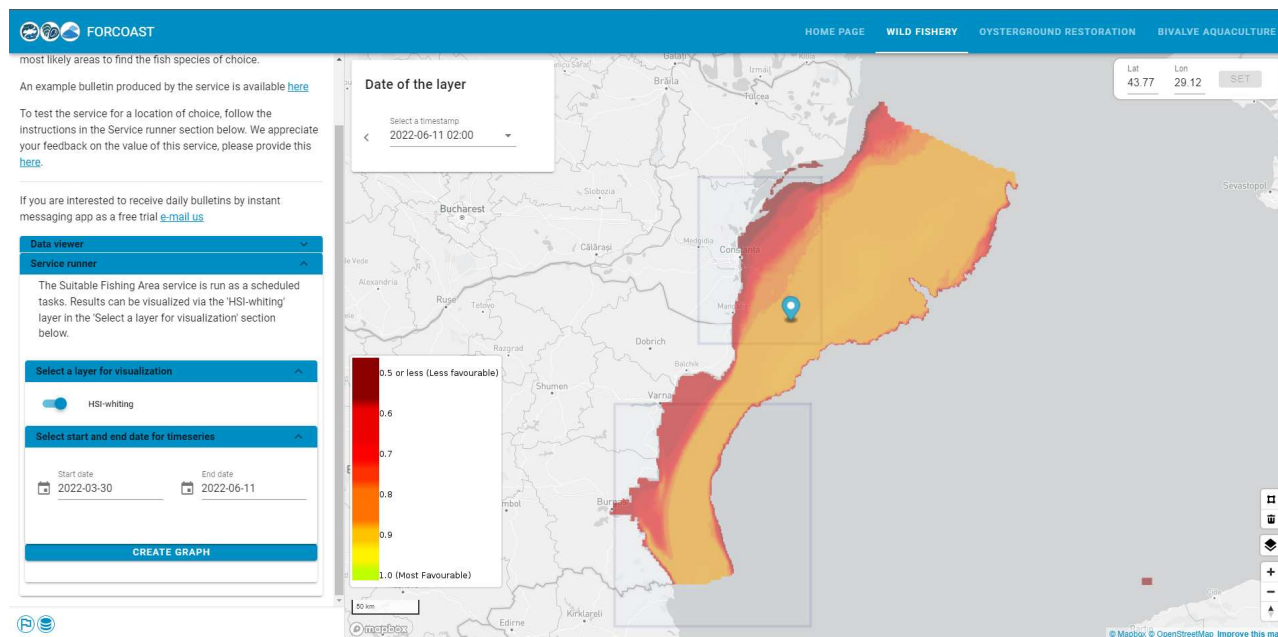 FORCOAST
HOME PAGE
WILD FISHERY
OYSTERGROUND RESTORATION
BIVALVE AQUACULTURE
most likely areas to find the fish species of choice.
An example bulletin produced by the service is available here
To test the service for a location of choice, follow the
instructions in the Service runner section below. We appreciate
your feedback on the value of this service, please provide this
here.
If you are interested to receive daily bulletins by instant
messaging app as a free trial e-mail us
Data viewer
Service runner
The Suitable Fishing Area service is run as a scheduled
tasks. Results can be visualized via the 'HSI-whiting'
layer in the 'Select a layer for visualization' section
below.
Select a layer for visualization
HSI-whiting
Select start and end date for timeseries
Start date
2022-03-30
End date
2022-06-11
CREATE GRAPH
Date of the layer
Select a timestamp
2022-06-11 02:00
Lat
43.77
Lon
29.12
SET
Galați
Brăila
Izmail
Tulcea
Sevastopol
Slobozia
Bucharest
Călărași
Medgidia
Constanța
Alexandria
Ruse
Tetovo
Razgrad
Dobrich
Balchik
Shumen
Varna
Burgas
Kirklareli
Edirne
Cide
0.5 or less (Less favourable)
0.6
0.7
0.8
0.9
1.0 (Most Favourable)
50 km
mapbox
© Mapbox © OpenStreetMap Improve this ma